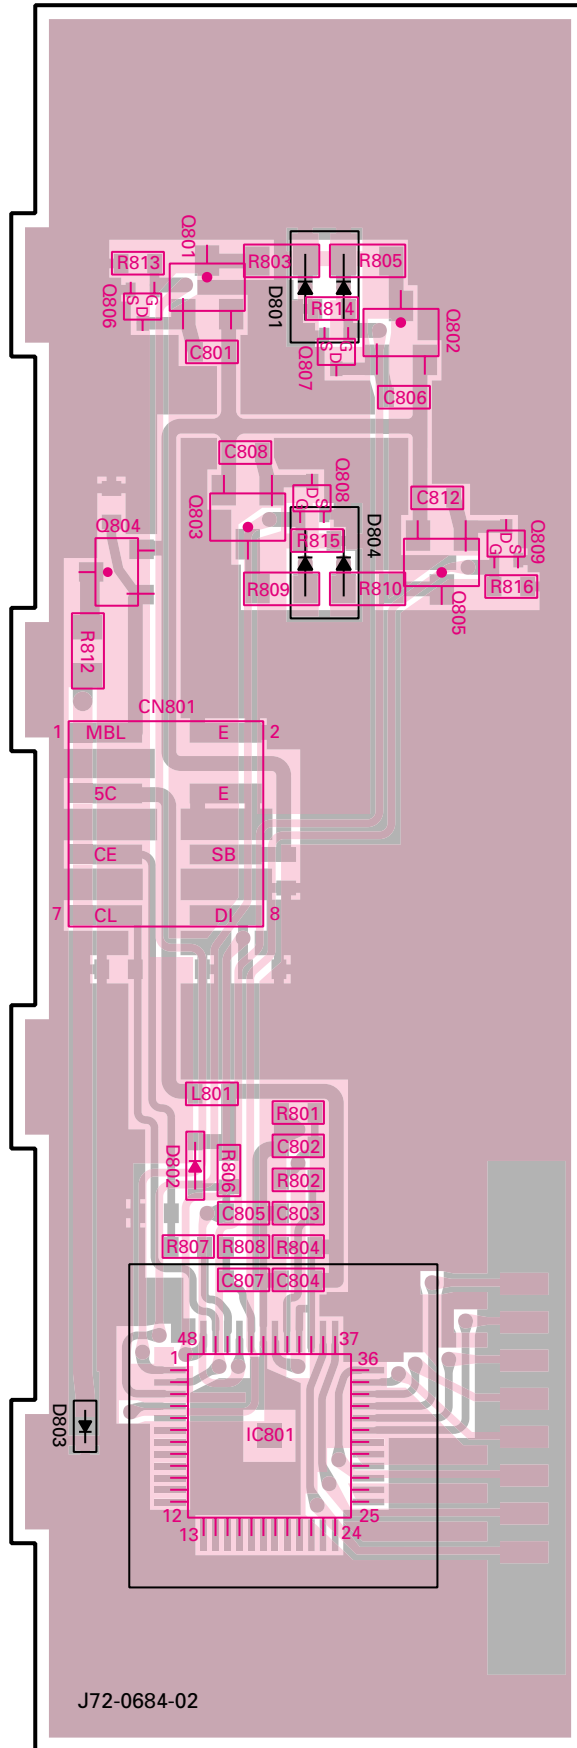 Q801
R813
R803
R805
S
G
D
Q806
D801
R814
Q802
C801
S
G
D
Q807
C806
C808
Q808
C812
D
G
S
Q803
D804
Q809
D
S
G
Q804
R815
R809
R810
R816
Q805
R812
CN801
1 MBL E 2
5C E
CE SB
7 CL DI 8
L801
R801
C802
D802
R806
R802
C805 C803
R807 R808 R804
C807 C804
48 37
1 36
D803
IC801
12 25
13 24
J72-0684-02